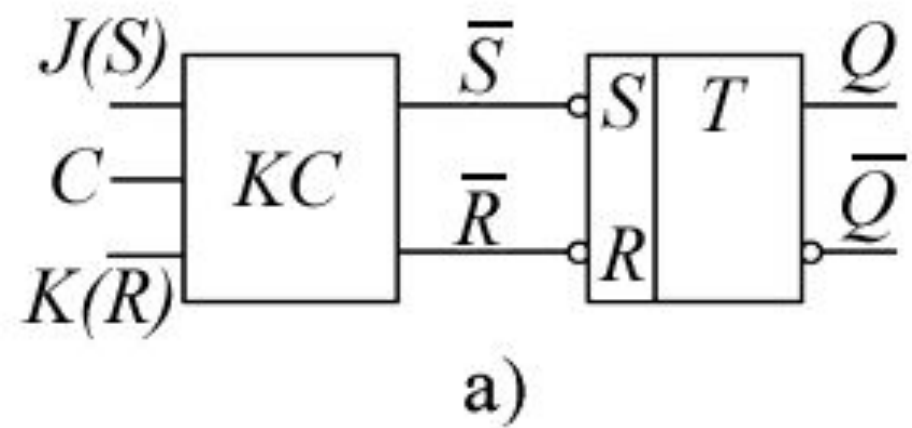 J(S) S̅ Q
S T
C KC
R̅ Q̅
K(R) R
а)